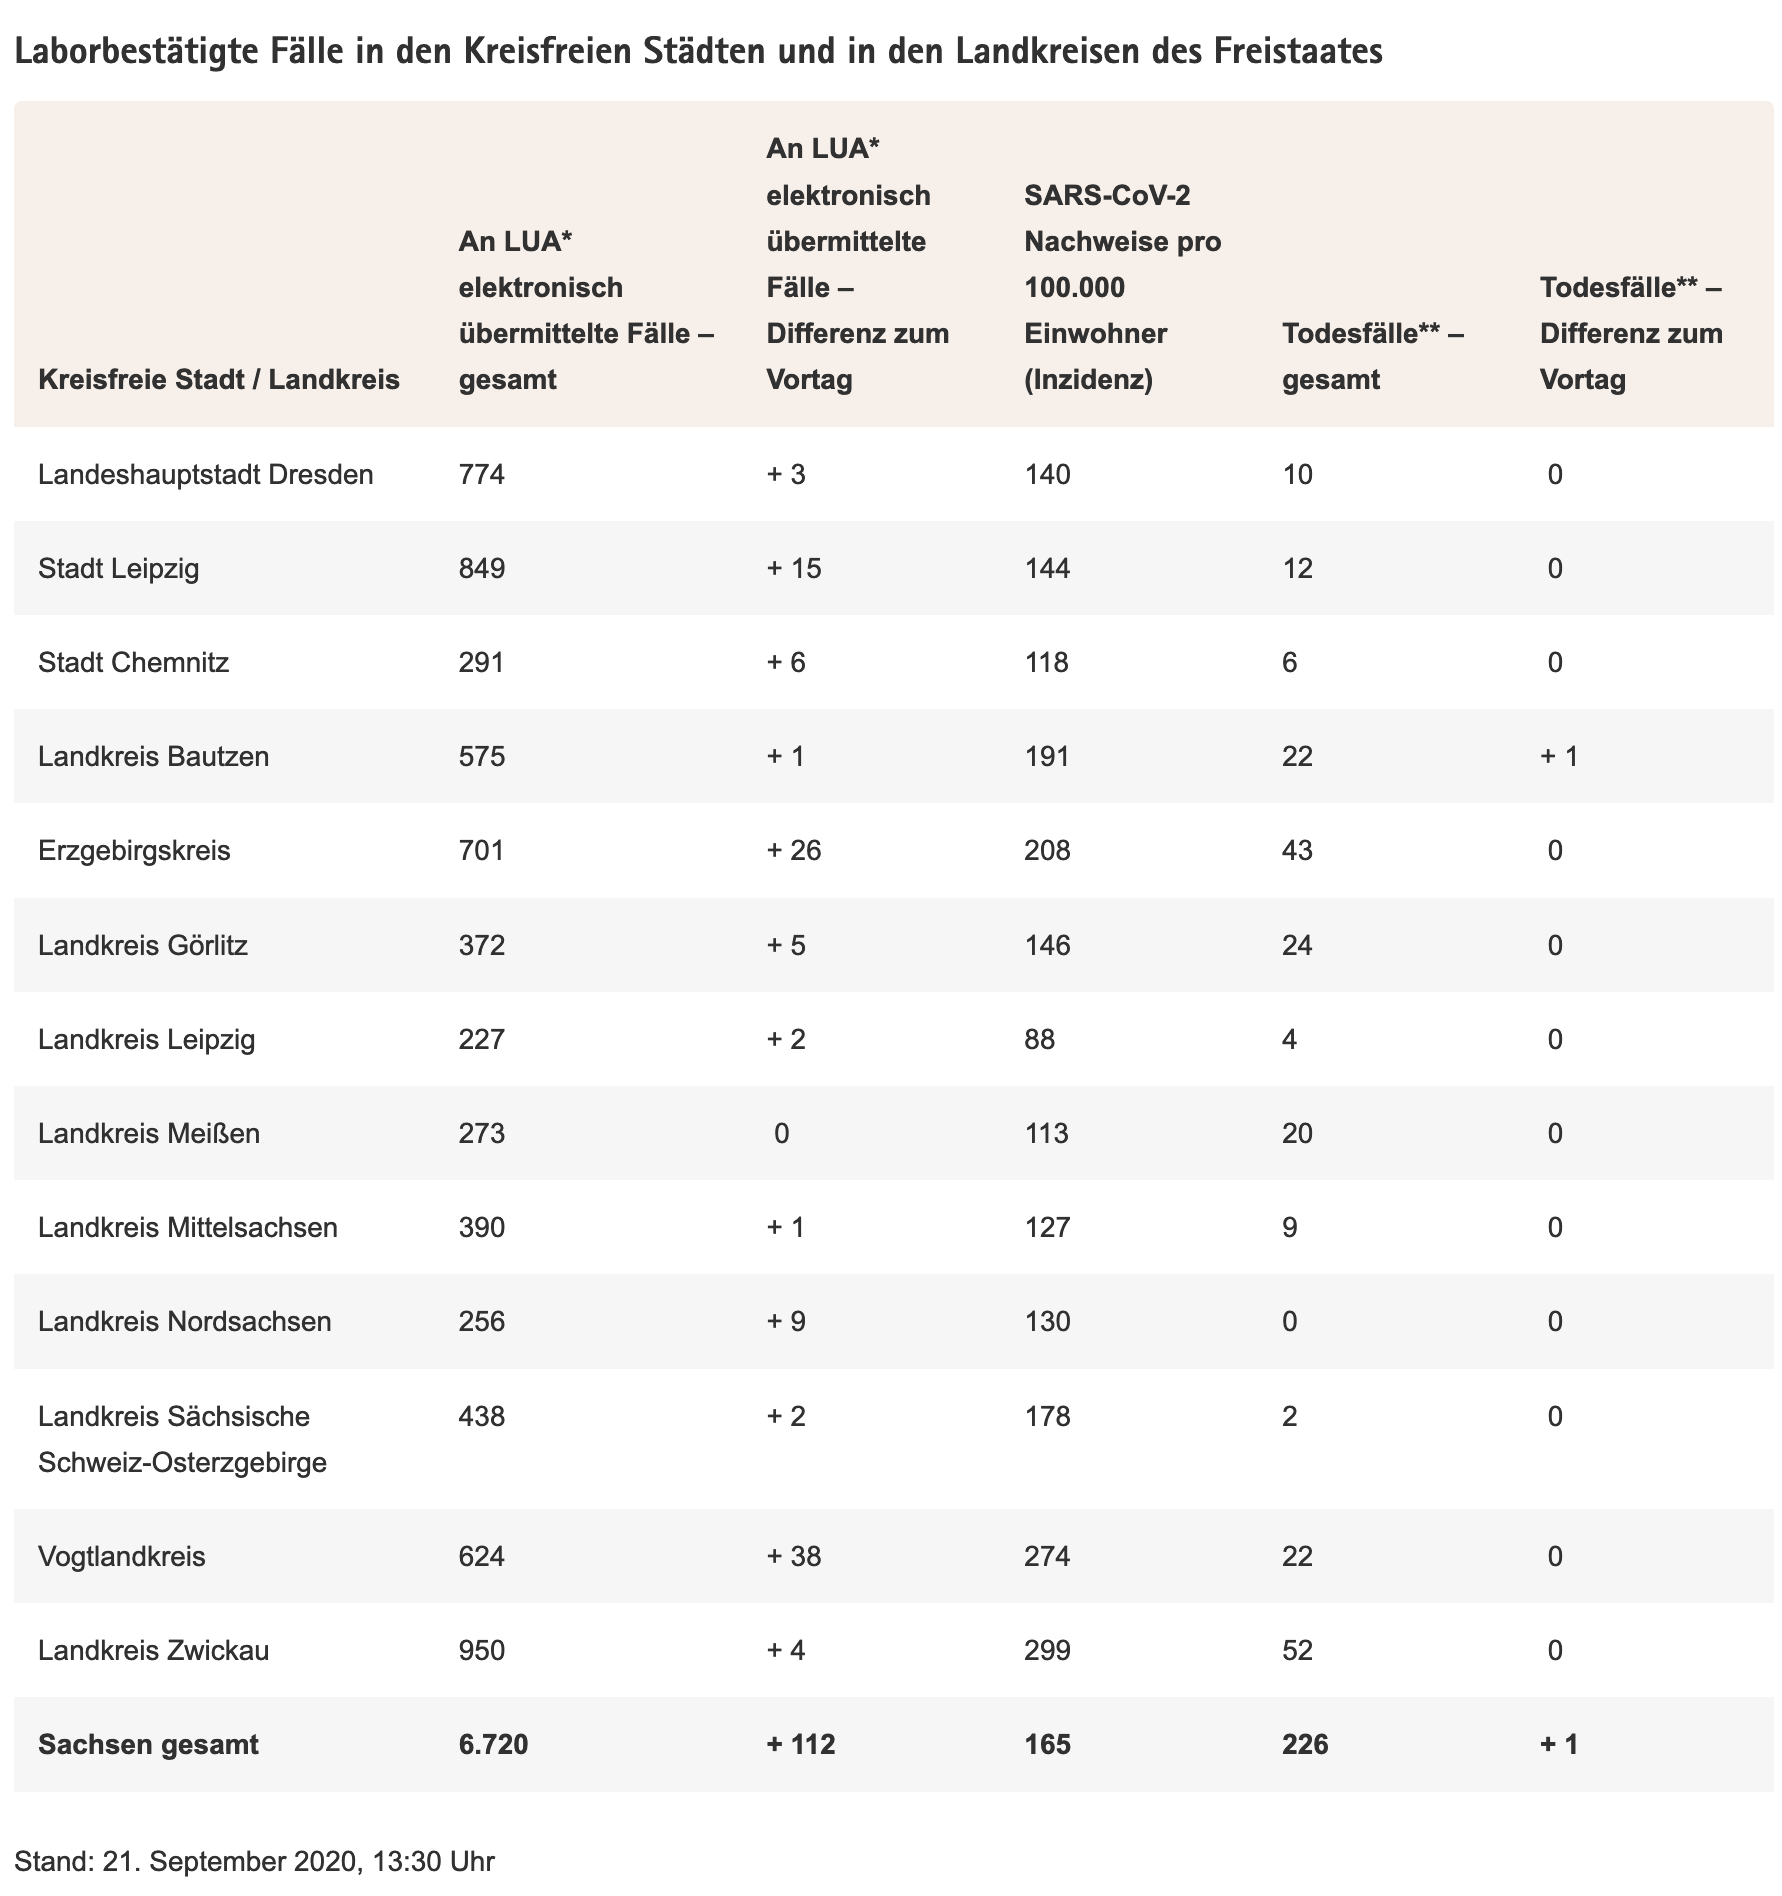 Laborbestätigte Fälle in den Kreisfreien Städten und in den Landkreisen des Freistaates
Kreisfreie Stadt / Landkreis
An LUA*
elektronisch
übermittelte Fälle –
gesamt
An LUA*
elektronisch
übermittelte
Fälle –
Differenz zum
Vortag
SARS-CoV-2
Nachweise pro
100.000
Einwohner
(Inzidenz)
Todesfälle** –
gesamt
Todesfälle** –
Differenz zum
Vortag
Landeshauptstadt Dresden 774 + 3 140 10 0
Stadt Leipzig 849 + 15 144 12 0
Stadt Chemnitz 291 + 6 118 6 0
Landkreis Bautzen 575 + 1 191 22 + 1
Erzgebirgskreis 701 + 26 208 43 0
Landkreis Görlitz 372 + 5 146 24 0
Landkreis Leipzig 227 + 2 88 4 0
Landkreis Meißen 273 0 113 20 0
Landkreis Mittelsachsen 390 + 1 127 9 0
Landkreis Nordsachsen 256 + 9 130 0 0
Landkreis Sächsische 438 + 2 178 2 0
Schweiz-Osterzgebirge
Vogtlandkreis 624 + 38 274 22 0
Landkreis Zwickau 950 + 4 299 52 0
Sachsen gesamt 6.720 + 112 165 226 + 1
Stand: 21. September 2020, 13:30 Uhr